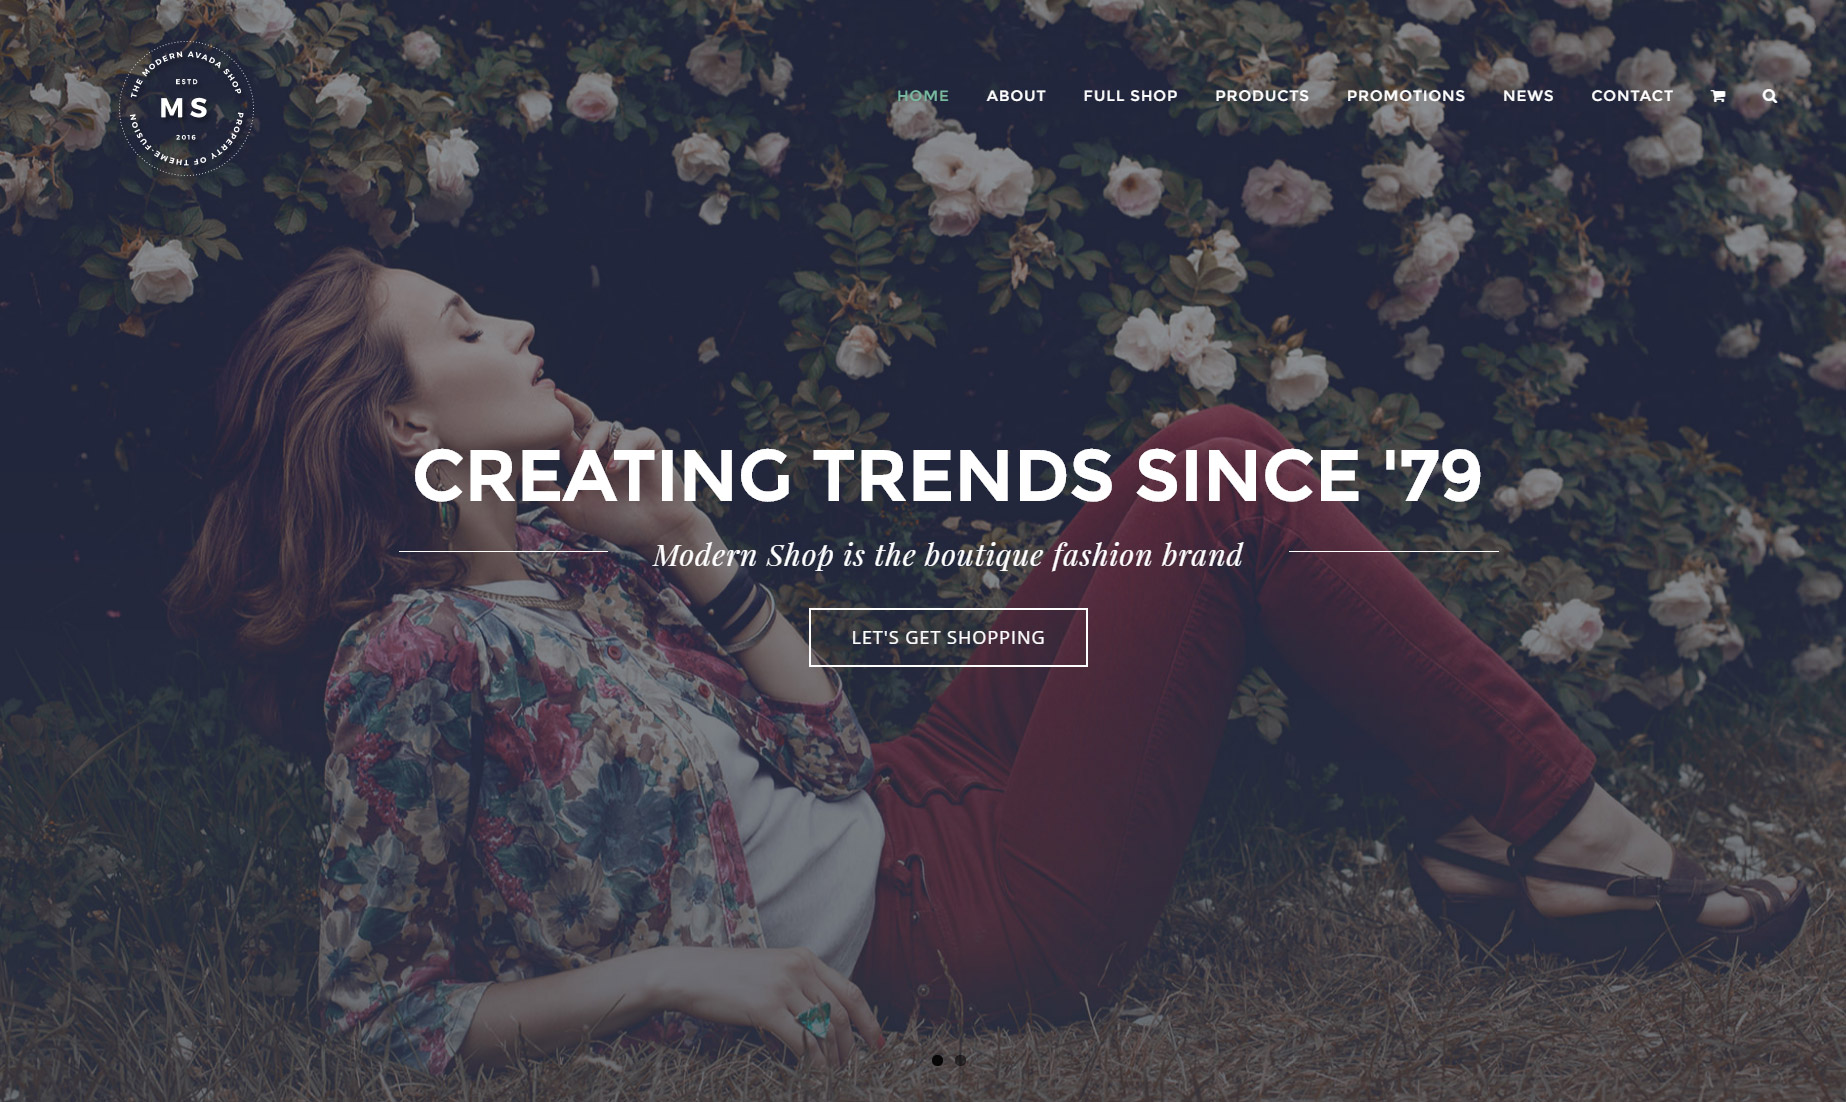 THE MODERN AVADA SHOP
ESTD
MS
2016
PROPERTY OF THEME-FUSION
HOME ABOUT FULL SHOP PRODUCTS PROMOTIONS NEWS CONTACT
CREATING TRENDS SINCE '79
Modern Shop is the boutique fashion brand
LET'S GET SHOPPING